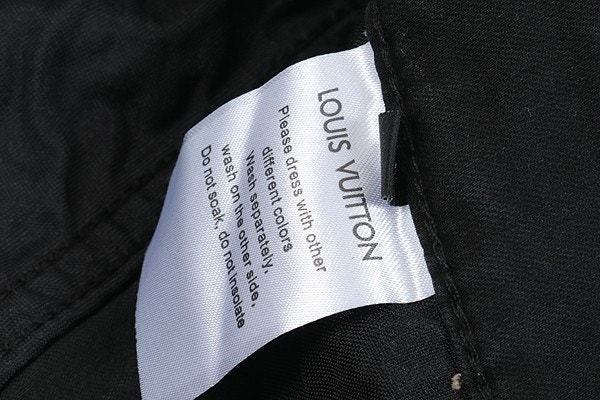 LOUIS VUITTON
Please dress with other
different colors
Wash separately,
wash on the other side,
Do not soak, do not insolate